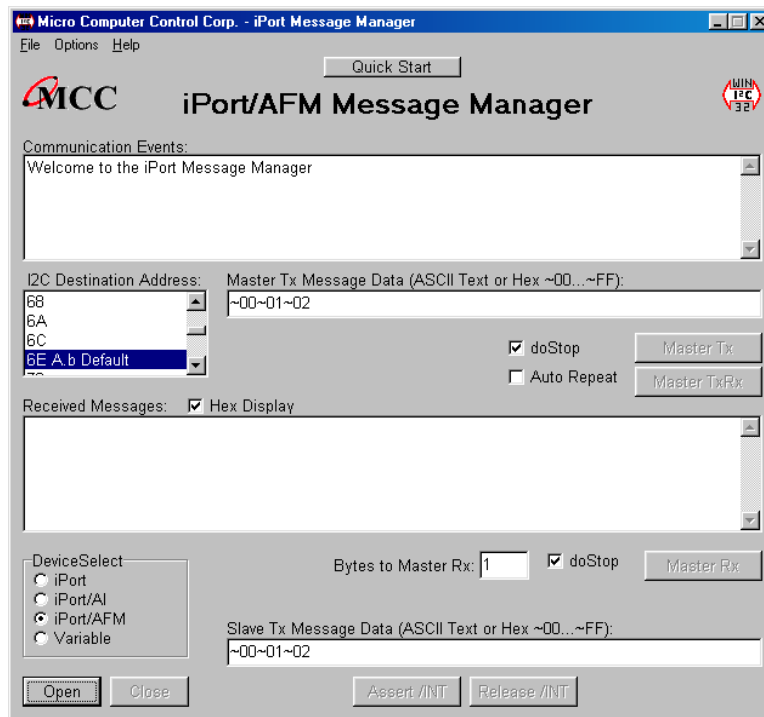 Micro Computer Control Corp. - iPort Message Manager
File Options Help
Quick Start
MCC
iPort/AFM Message Manager
WIN
I²C
32
Communication Events:
Welcome to the iPort Message Manager
I2C Destination Address:
Master Tx Message Data (ASCII Text or Hex ~00...~FF):
68
~00~01~02
6A
6C
6E A.b Default
doStop
Master Tx
Auto Repeat
Master TxRx
Received Messages:
Hex Display
DeviceSelect
Bytes to Master Rx: 1
doStop
Master Rx
iPort
iPort/AI
iPort/AFM
Variable
Slave Tx Message Data (ASCII Text or Hex ~00...~FF):
~00~01~02
Open
Close
Assert /INT
Release /INT